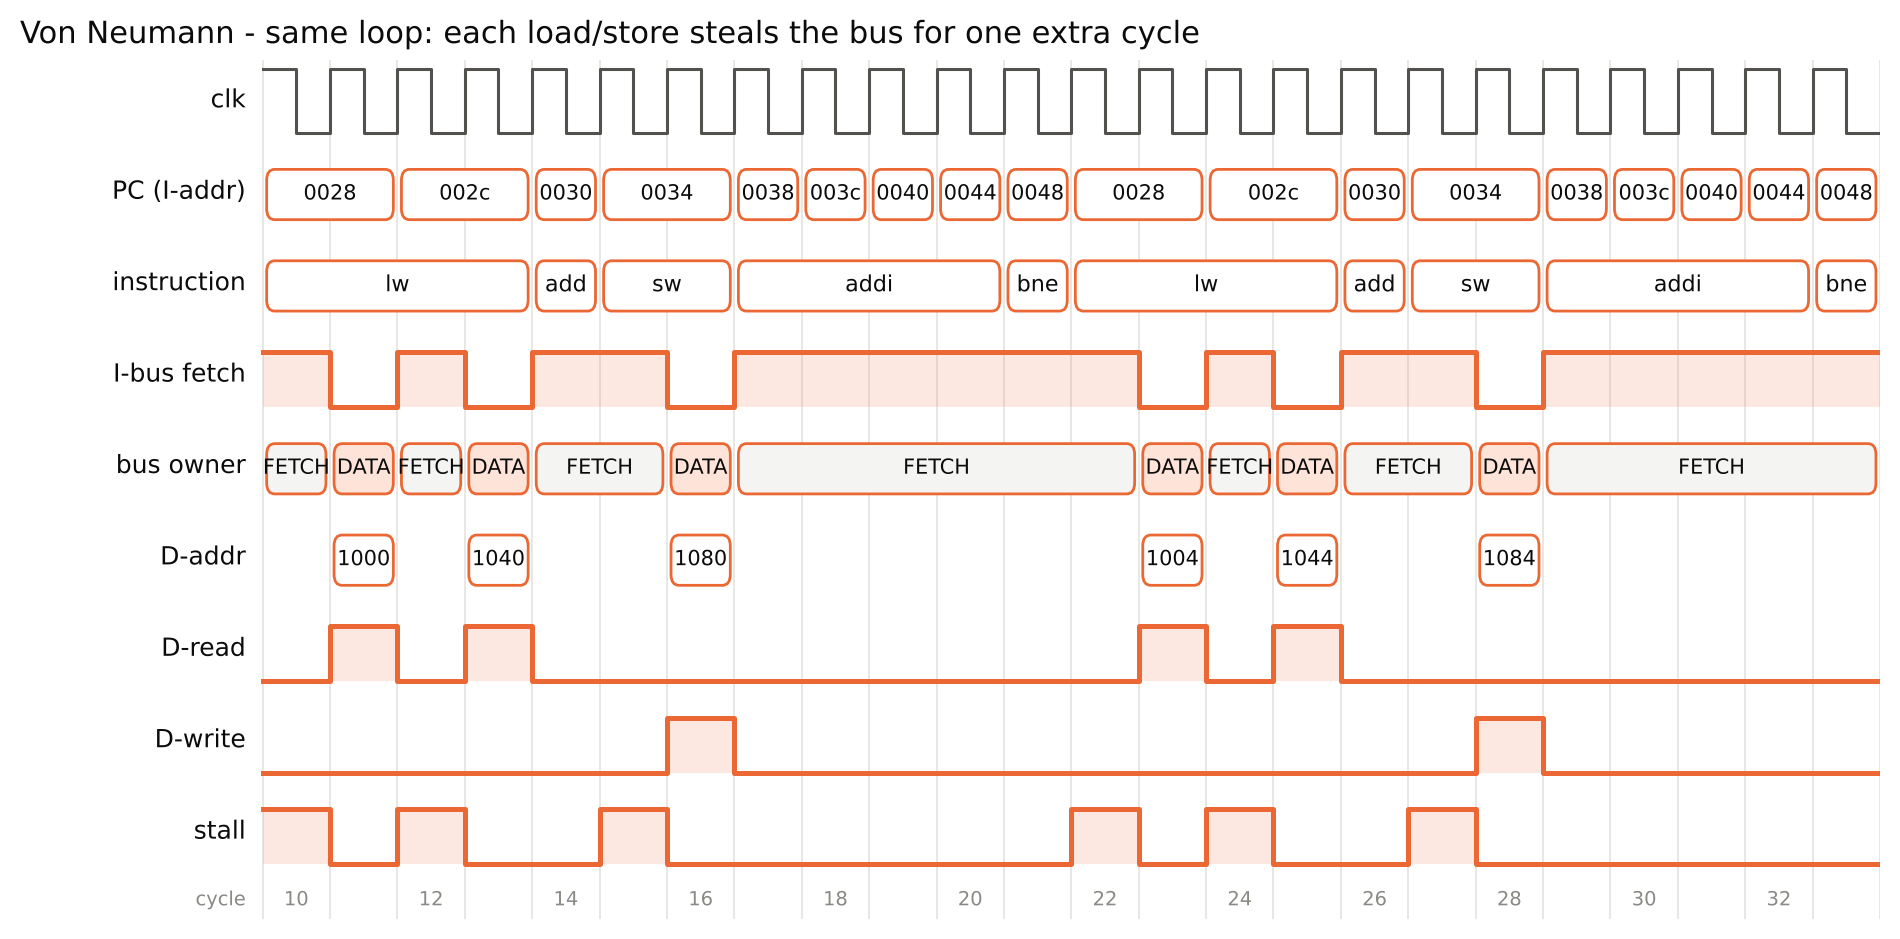 Von Neumann - same loop: each load/store steals the bus for one extra cycle
clk
PC (I-addr) 0028 002c 0030 0034 0038 003c 0040 0044 0048 0028 002c 0030 0034 0038 003c 0040 0044 0048
instruction lw add sw addi bne lw add sw addi bne
I-bus fetch
bus owner FETCH DATA FETCH DATA FETCH DATA FETCH DATA FETCH DATA FETCH DATA FETCH
D-addr 1000 1040 1080 1004 1044 1084
D-read
D-write
stall
cycle 10 12 14 16 18 20 22 24 26 28 30 32